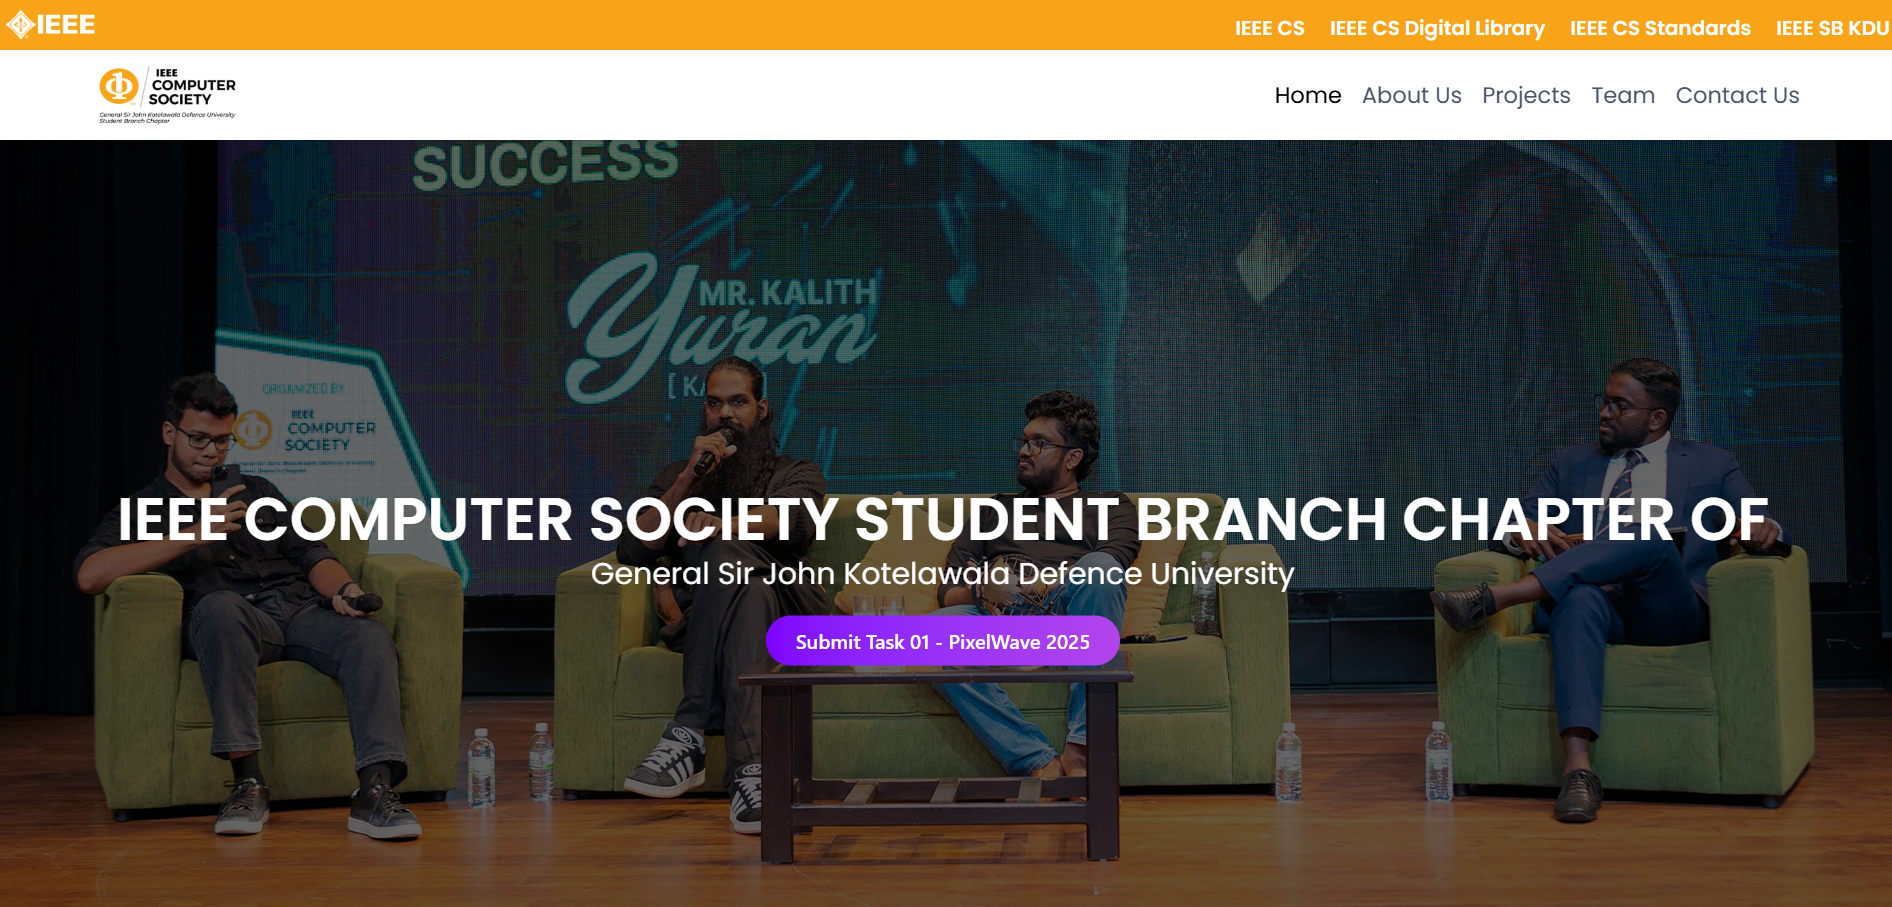 IEEE
IEEE CS IEEE CS Digital Library IEEE CS Standards IEEE SB KDU
IEEE
COMPUTER
SOCIETY
General Sir John Kotelawala Defence University
Student Branch Chapter
Home About Us Projects Team Contact Us
SUCCESS
MR. KALITH
Yuran
ORGANIZED BY
IEEE
COMPUTER
SOCIETY
IEEE COMPUTER SOCIETY STUDENT BRANCH CHAPTER OF
General Sir John Kotelawala Defence University
Submit Task 01 - PixelWave 2025